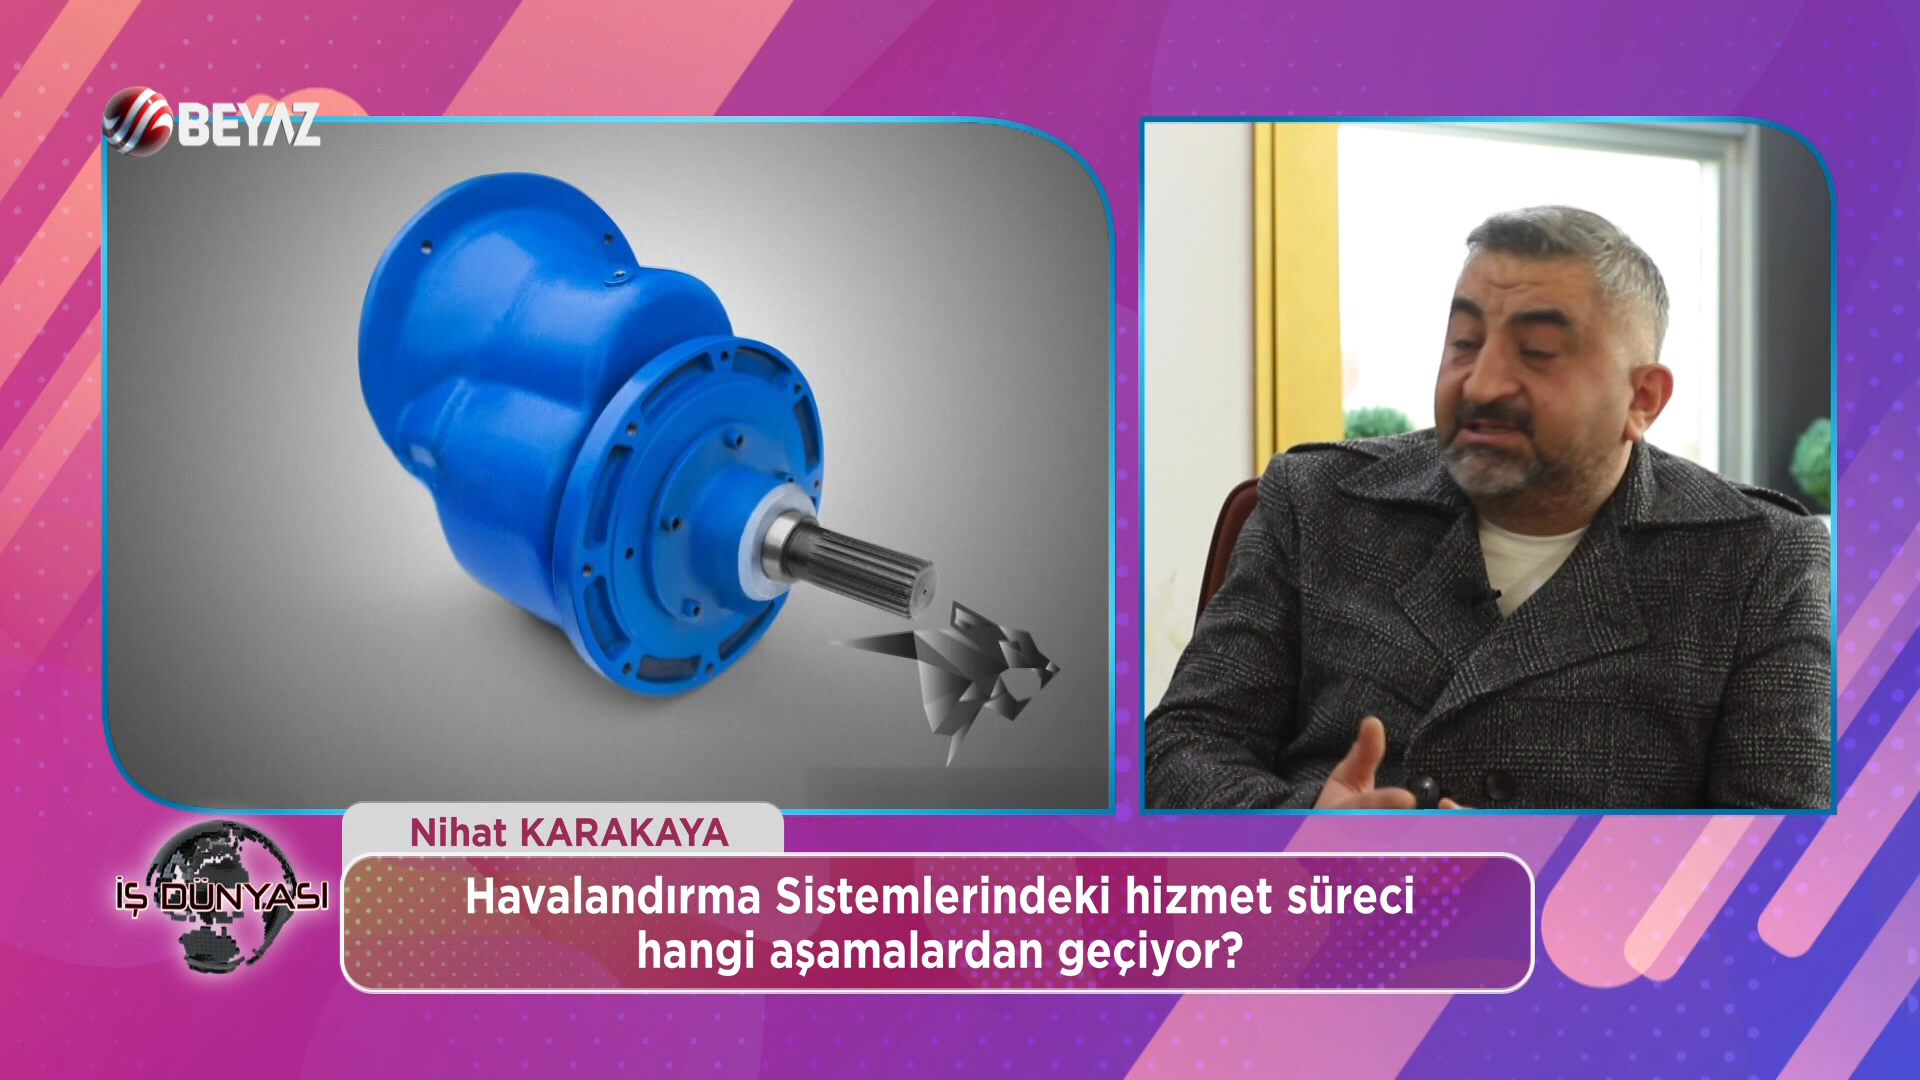 BEYAZ
Nihat KARAKAYA
İŞ DÜNYASI
Havalandırma Sistemlerindeki hizmet süreci
hangi aşamalardan geçiyor?